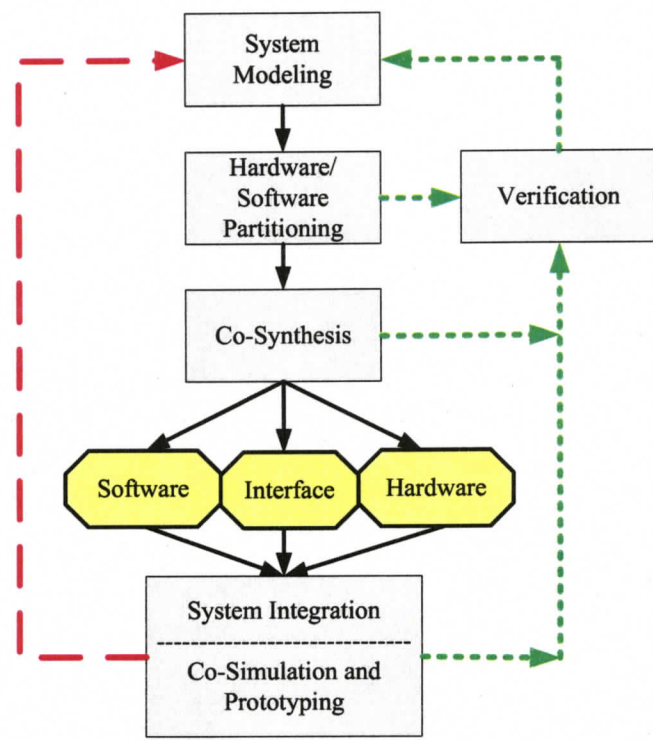 System
Modeling
Hardware/
Software
Partitioning
Verification
Co-Synthesis
Software
Interface
Hardware
System Integration
Co-Simulation and
Prototyping